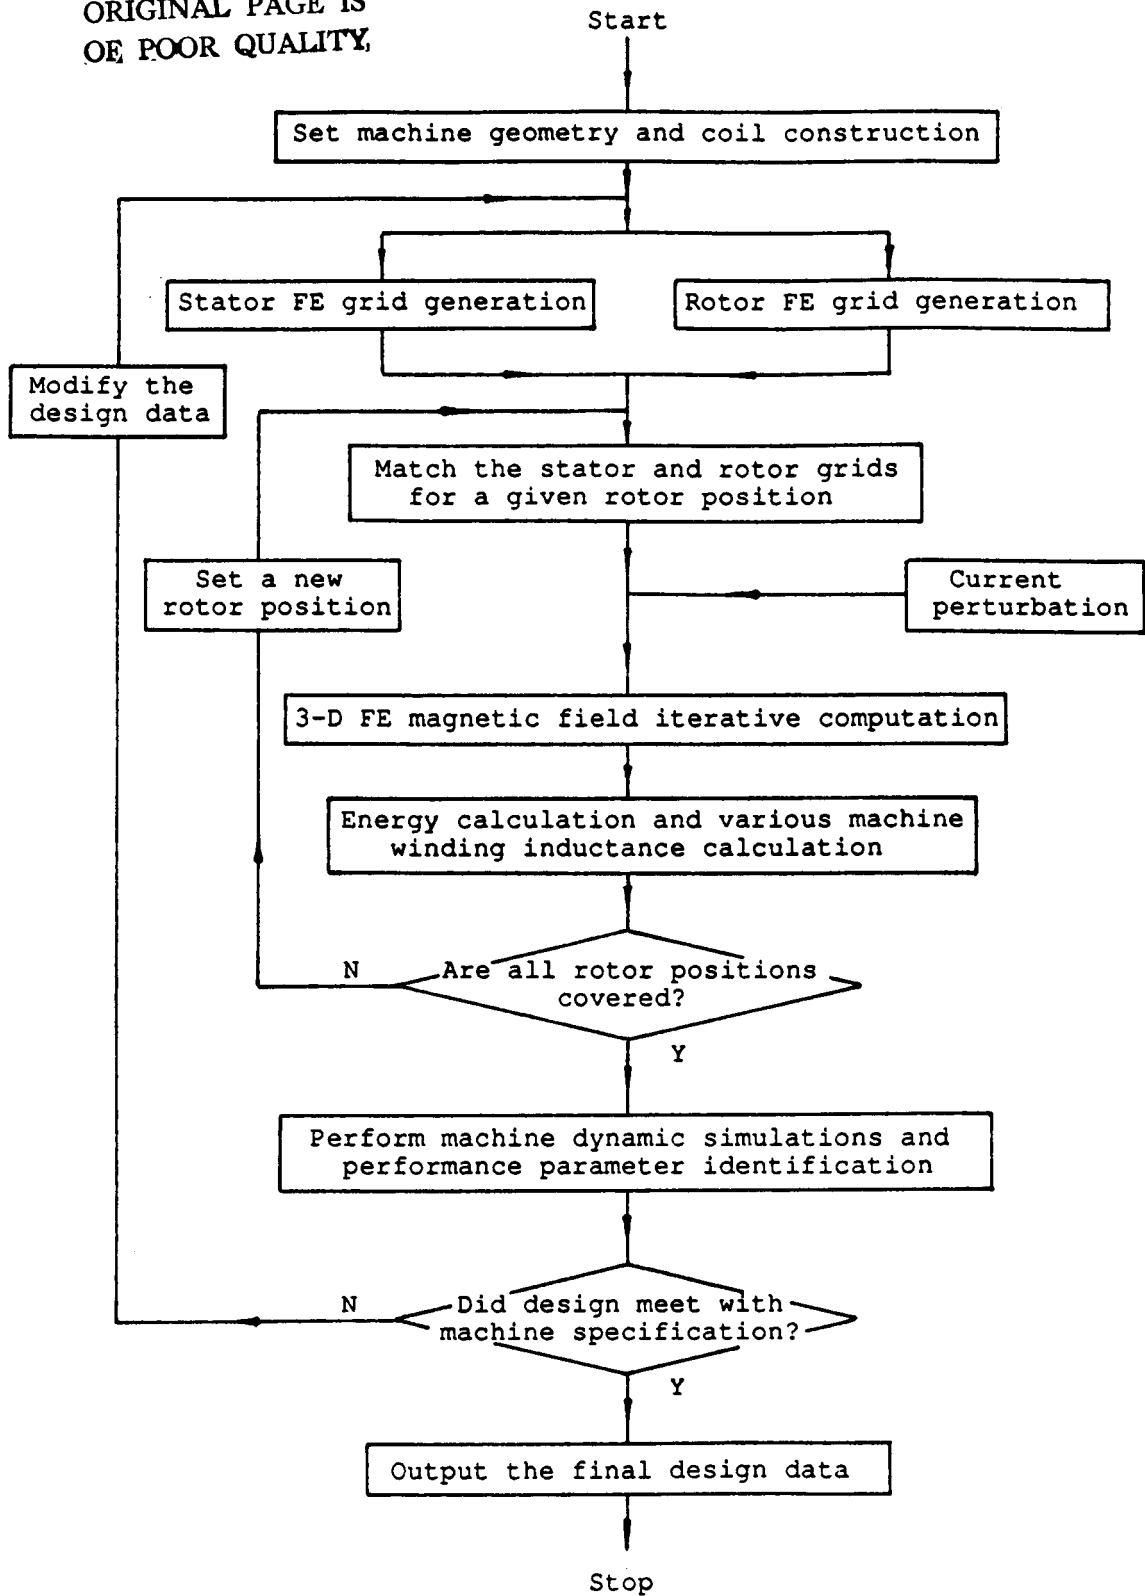 ORIGINAL PAGE IS
OF POOR QUALITY
Start
Set machine geometry and coil construction
Stator FE grid generation
Rotor FE grid generation
Modify the
design data
Match the stator and rotor grids
for a given rotor position
Set a new
rotor position
Current
perturbation
3-D FE magnetic field iterative computation
Energy calculation and various machine
winding inductance calculation
N
Are all rotor positions
covered?
Y
Perform machine dynamic simulations and
performance parameter identification
N
Did design meet with
machine specification?
Y
Output the final design data
Stop